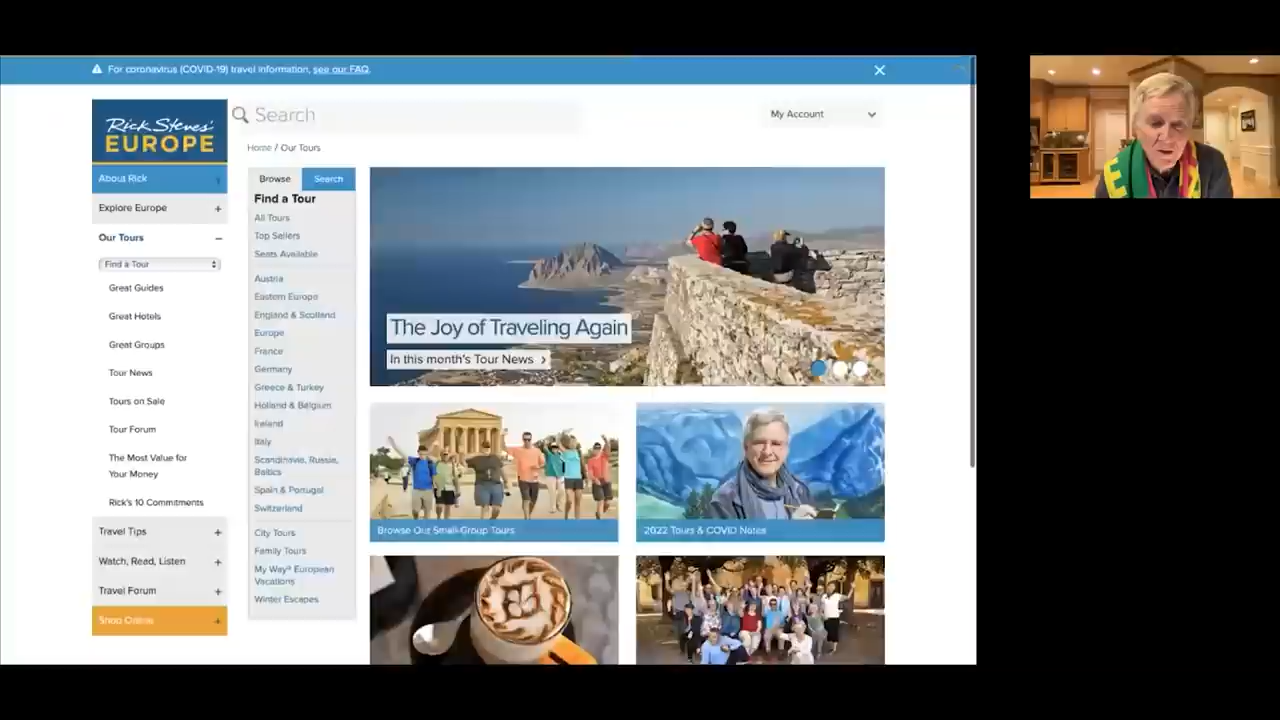 For coronavirus (COVID-19) travel information, see our FAQ.
Rick Steves'
EUROPE
Search
My Account
Home / Our Tours
About Rick
Explore Europe +
Our Tours –
Find a Tour
Great Guides
Great Hotels
Great Groups
Tour News
Tours on Sale
Tour Forum
The Most Value for
Your Money
Rick's 10 Commitments
Travel Tips +
Watch, Read, Listen +
Travel Forum +
Shop Online +
Browse Search
Find a Tour
All Tours
Top Sellers
Seats Available
Austria
Eastern Europe
England & Scotland
Europe
France
Germany
Greece & Turkey
Holland & Belgium
Ireland
Italy
Scandinavia, Russia,
Baltics
Spain & Portugal
Switzerland
City Tours
Family Tours
My Way® European
Vacations
Winter Escapes
The Joy of Traveling Again
In this month's Tour News >
Browse Our Small-Group Tours
2022 Tours & COVID Notes